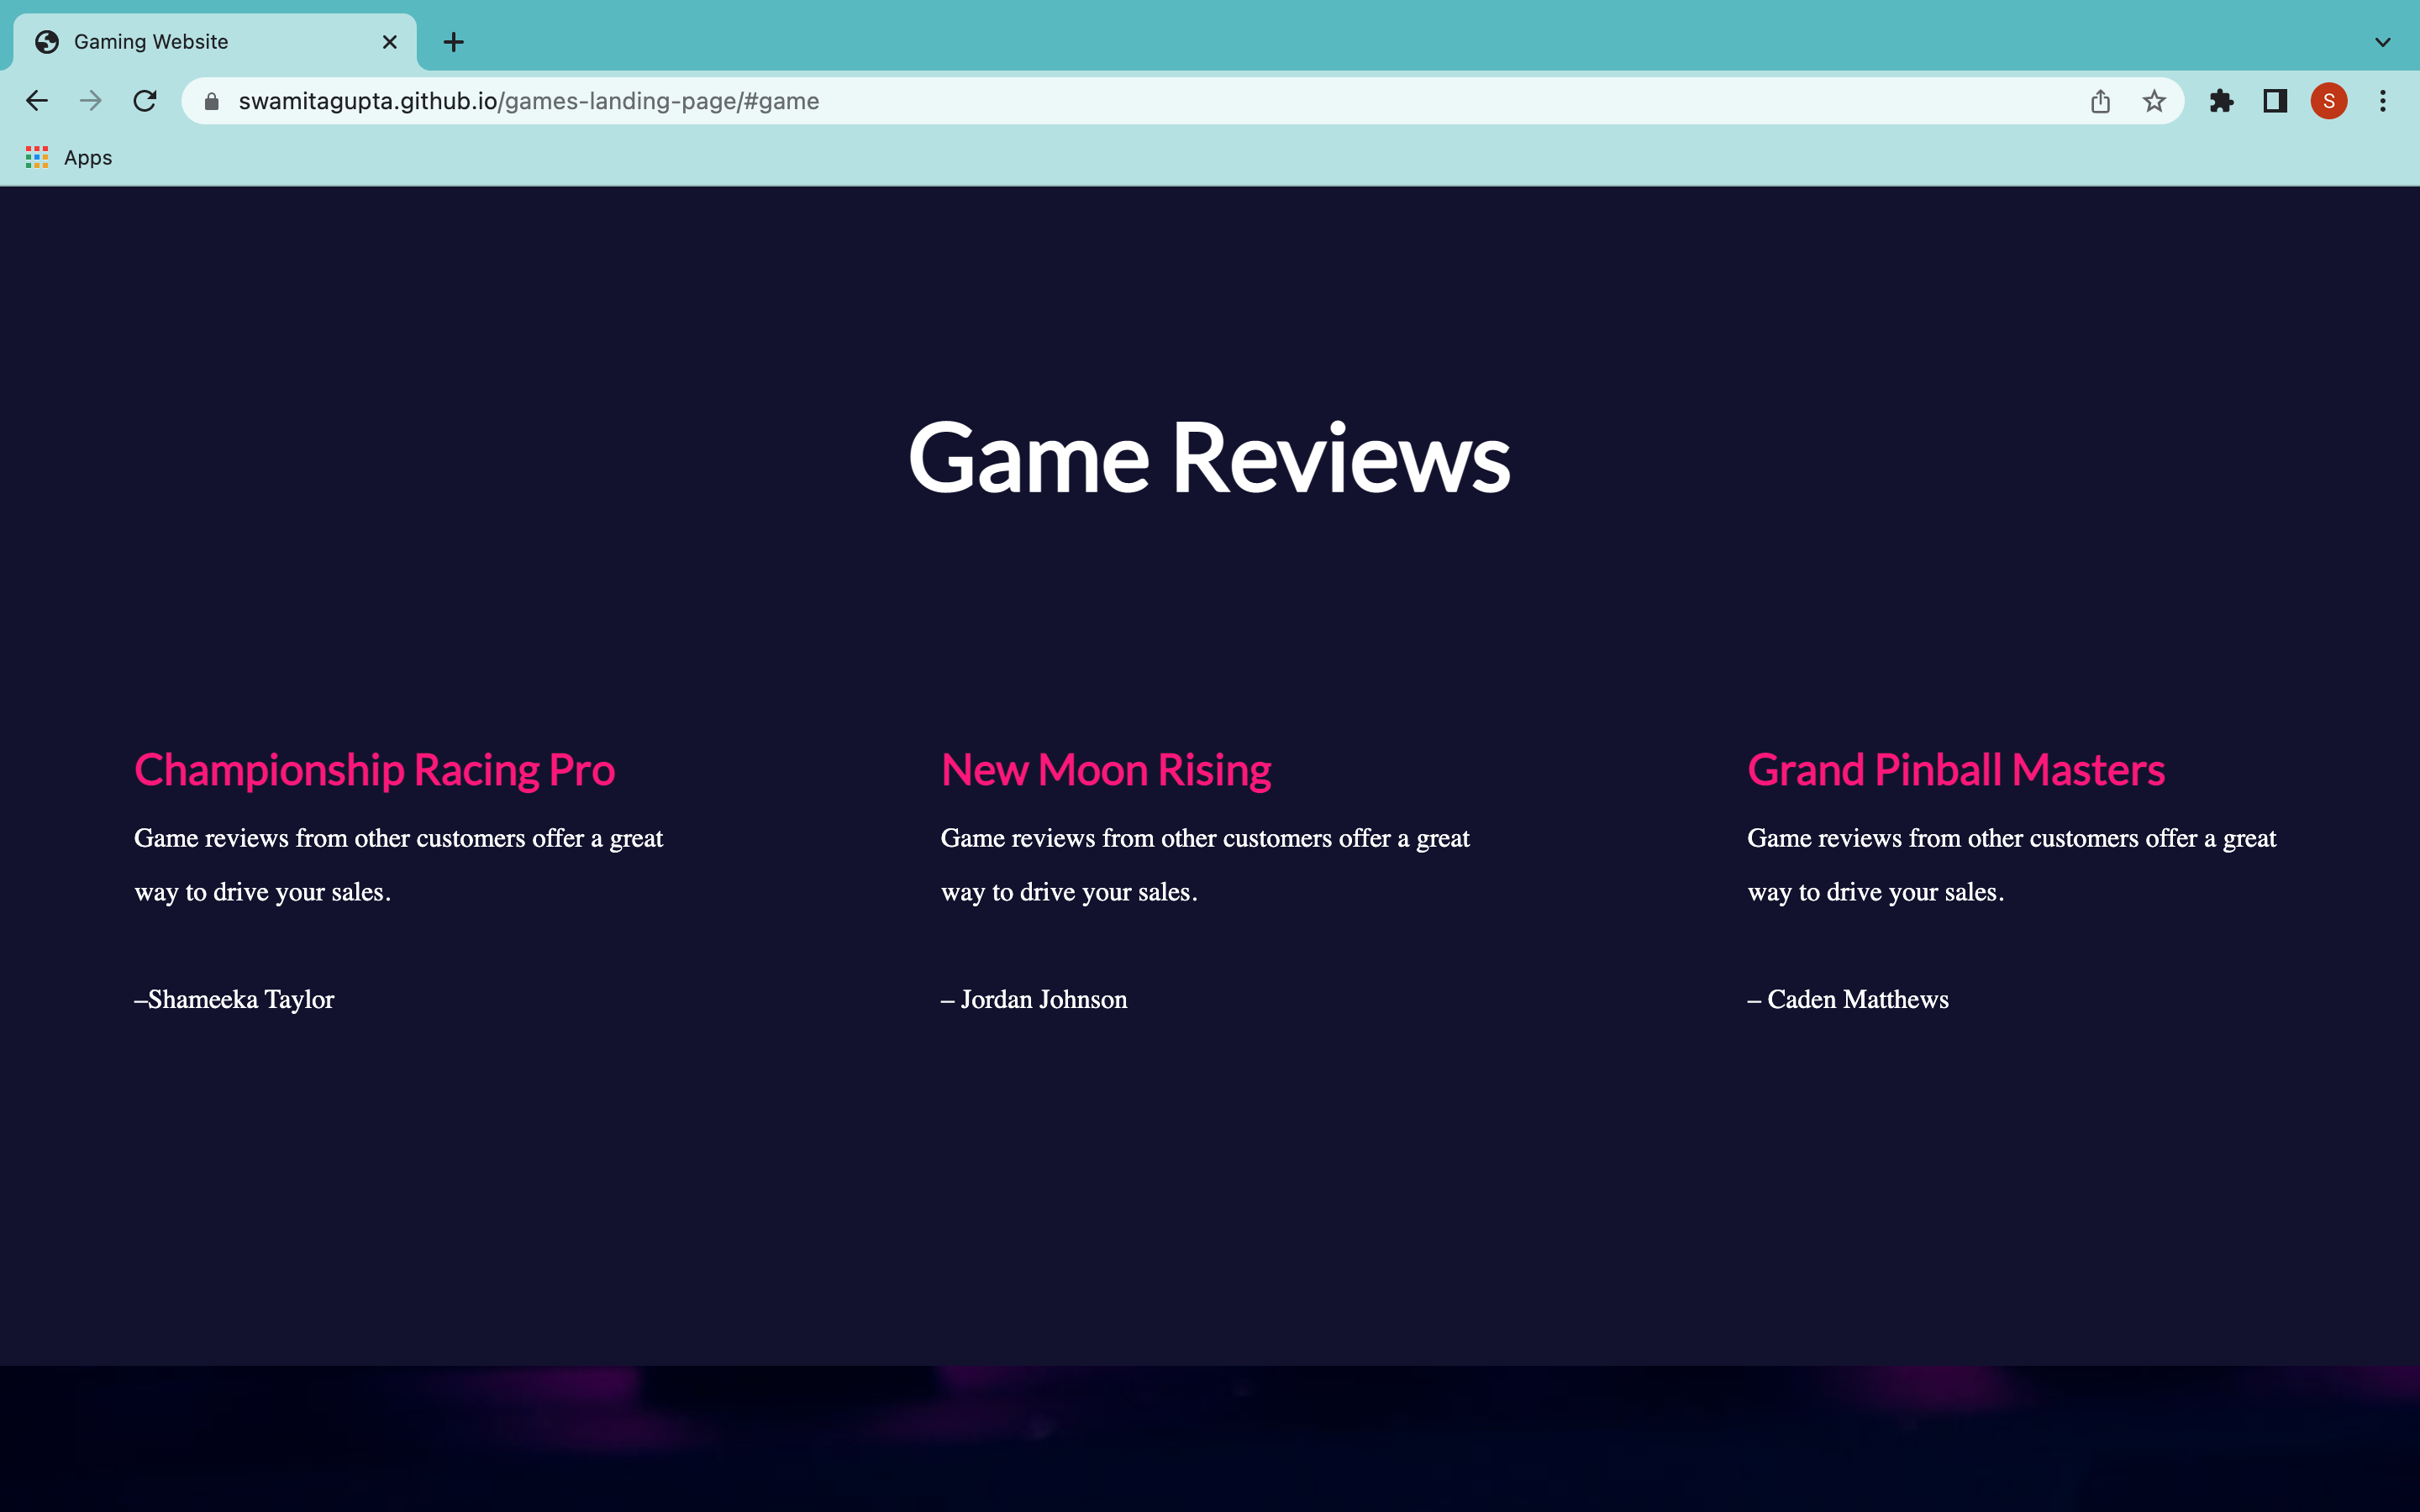 Gaming Website
swamitagupta.github.io/games-landing-page/#game
S
Apps
Game Reviews
Championship Racing Pro
Game reviews from other customers offer a great
way to drive your sales.
–Shameeka Taylor
New Moon Rising
Game reviews from other customers offer a great
way to drive your sales.
– Jordan Johnson
Grand Pinball Masters
Game reviews from other customers offer a great
way to drive your sales.
– Caden Matthews